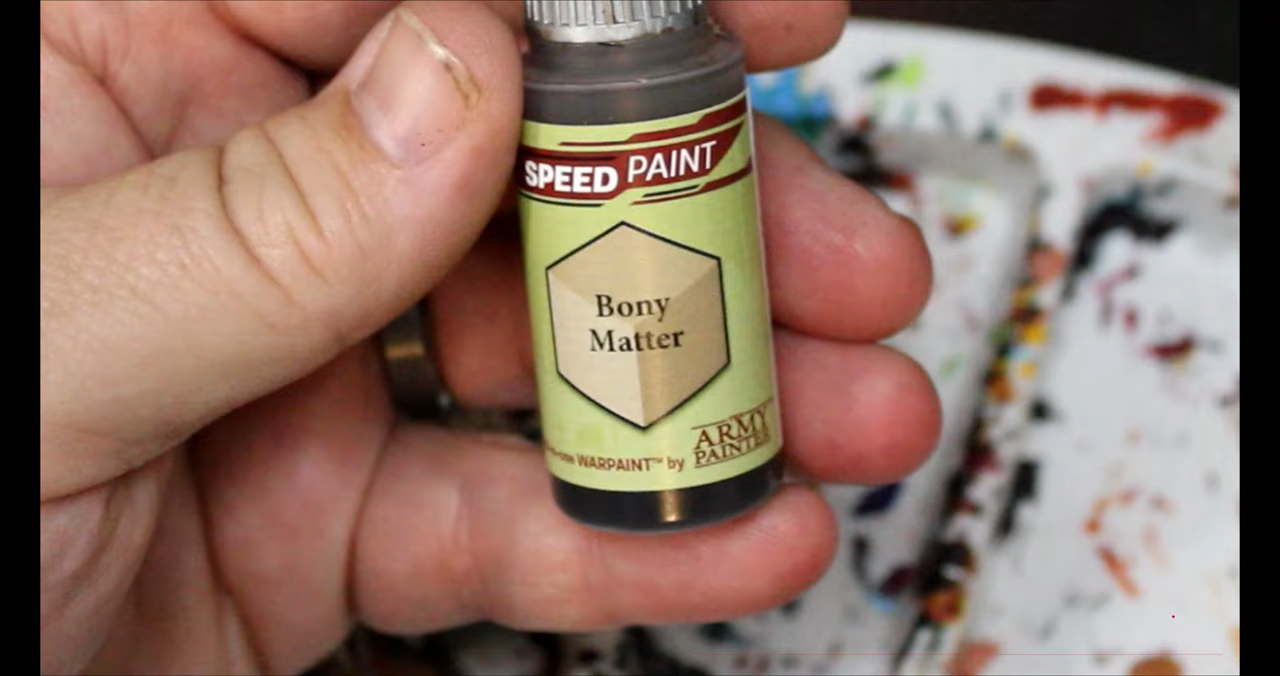 SPEED PAINT
Bony
Matter
WARPAINT™ by
ARMY
PAINTER